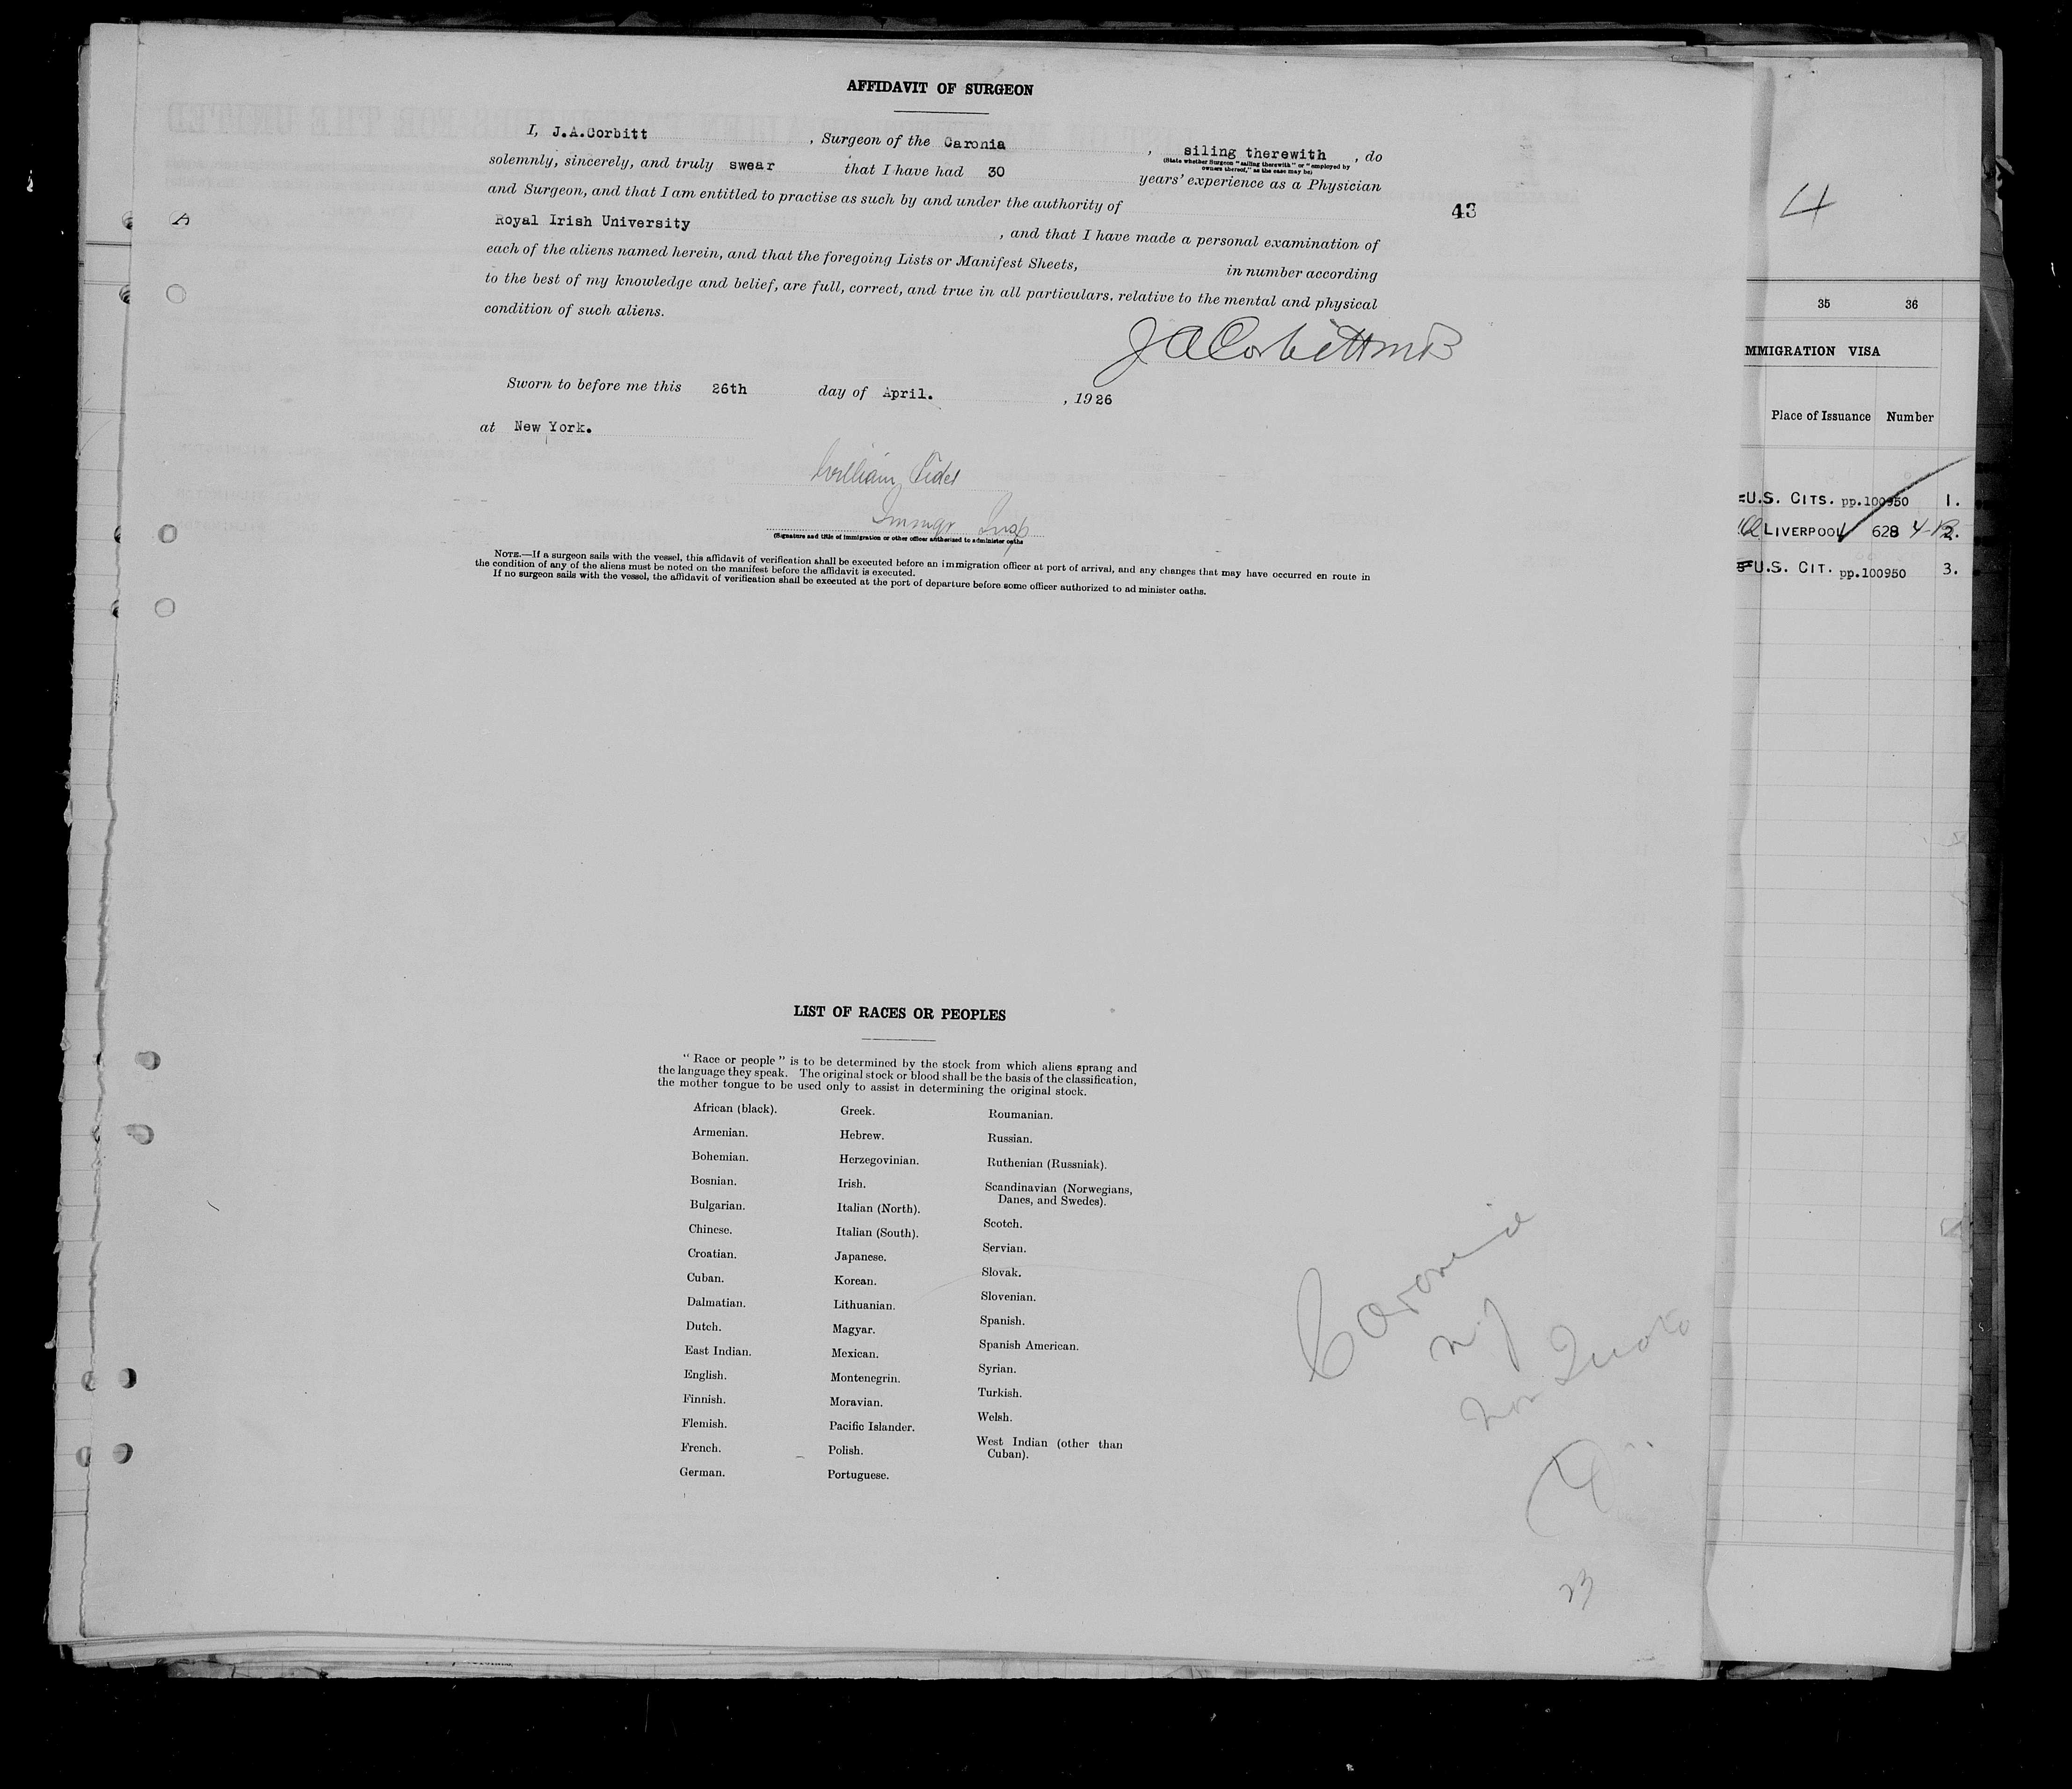 AFFIDAVIT OF SURGEON
I, J.A.Corbitt , Surgeon of the Caronia , siling therewith , do
(State whether Surgeon "sailing therewith" or "employed by
owners thereof," as the case may be)
solemnly, sincerely, and truly swear that I have had 30 years' experience as a Physician
and Surgeon, and that I am entitled to practise as such by and under the authority of
43
A
Royal Irish University , and that I have made a personal examination of
each of the aliens named herein, and that the foregoing Lists or Manifest Sheets, in number according
to the best of my knowledge and belief, are full, correct, and true in all particulars, relative to the mental and physical
condition of such aliens.
J A Corbitt MB
Sworn to before me this 26th day of April. , 1926
at New York.
William
Immgr Insp
(Signature and title of immigration or other officer authorized to administer oaths
NOTE.—If a surgeon sails with the vessel, this affidavit of verification shall be executed before an immigration officer at port of arrival, and any changes that may have occurred en route in
the condition of any of the aliens must be noted on the manifest before the affidavit is executed.
If no surgeon sails with the vessel, the affidavit of verification shall be executed at the port of departure before some officer authorized to ad minister oaths.
LIST OF RACES OR PEOPLES
"Race or people" is to be determined by the stock from which aliens sprang and
the language they speak. The original stock or blood shall be the basis of the classification,
the mother tongue to be used only to assist in determining the original stock.
African (black).
Armenian.
Bohemian.
Bosnian.
Bulgarian.
Chinese.
Croatian.
Cuban.
Dalmatian.
Dutch.
East Indian.
English.
Finnish.
Flemish.
French.
German.
Greek.
Hebrew.
Herzegovinian.
Irish.
Italian (North).
Italian (South).
Japanese.
Korean.
Lithuanian.
Magyar.
Mexican.
Montenegrin.
Moravian.
Pacific Islander.
Polish.
Portuguese.
Roumanian.
Russian.
Ruthenian (Russniak).
Scandinavian (Norwegians,
Danes, and Swedes).
Scotch.
Servian.
Slovak.
Slovenian.
Spanish.
Spanish American.
Syrian.
Turkish.
Welsh.
West Indian (other than
Cuban).
Caronia
NY
Non Quota
23
4
35 36
MMIGRATION VISA
Place of Issuance Number
U.S. CITS. pp.100950 1.
LIVERPOOL 628 2.
U.S. CIT. pp.100950 3.